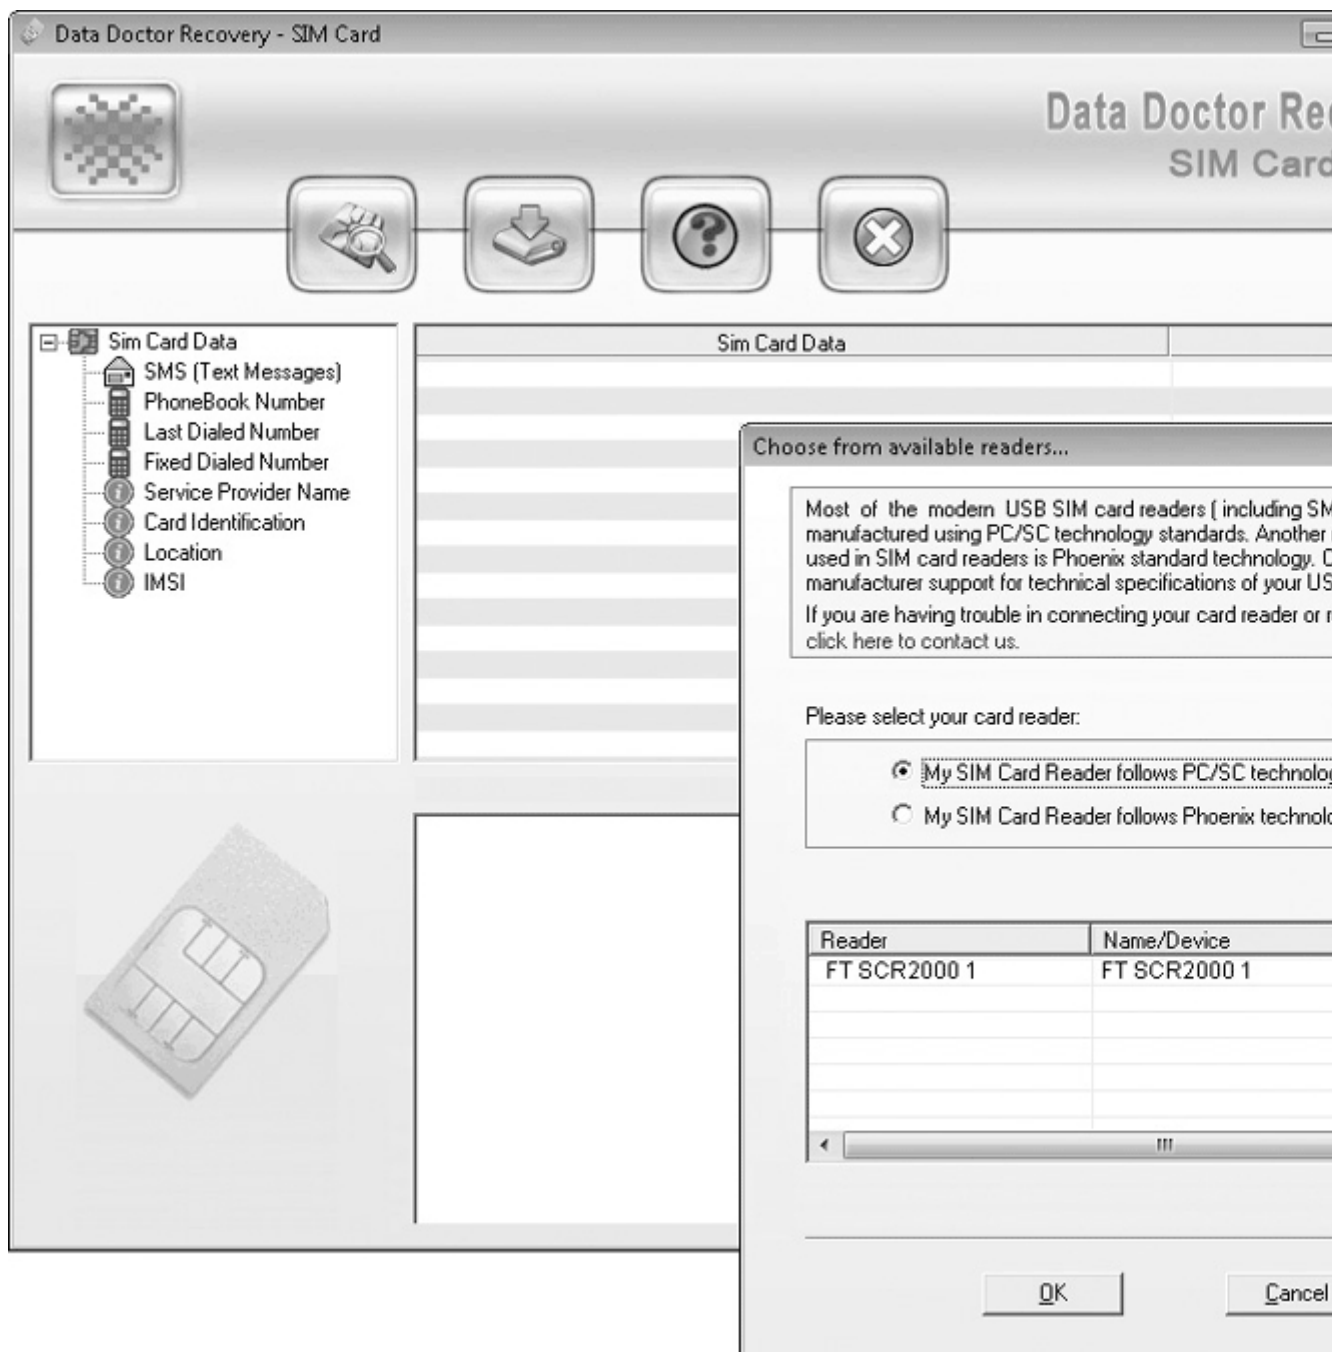 Data Doctor Recovery - SIM Card
Data Doctor
SIM Card
Sim Card Data
SMS (Text Messages)
PhoneBook Number
Last Dialed Number
Fixed Dialed Number
Service Provider Name
Card Identification
Location
IMSI
Sim Card Data
Choose from available readers...
Most of the modern USB SIM card readers ( including
manufactured using PC/SC technology standards. Another
used in SIM card readers is Phoenix standard technology.
manufacturer support for technical specifications of your
If you are having trouble in connecting your card reader or
click here to contact us.
Please select your card reader:
My SIM Card Reader follows PC/SC
My SIM Card Reader follows Phoenix
Reader
Name/Device
FT SCR2000 1
FT SCR2000 1
OK
Cancel